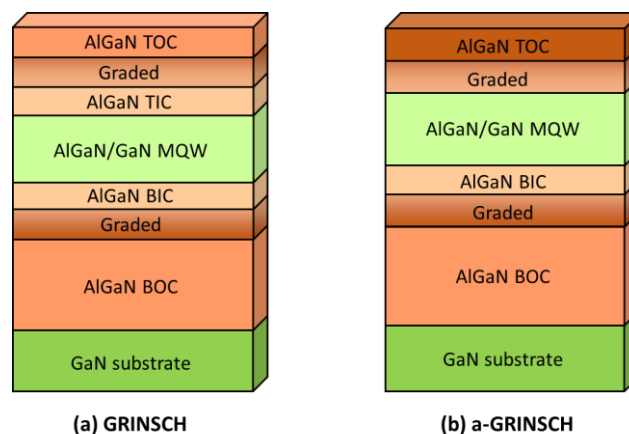 AlGaN TOC
Graded
AlGaN TIC
AlGaN/GaN MQW
AlGaN BIC
Graded
AlGaN BOC
GaN substrate
(a) GRINSCH
AlGaN TOC
Graded
AlGaN/GaN MQW
AlGaN BIC
Graded
AlGaN BOC
GaN substrate
(b) a-GRINSCH